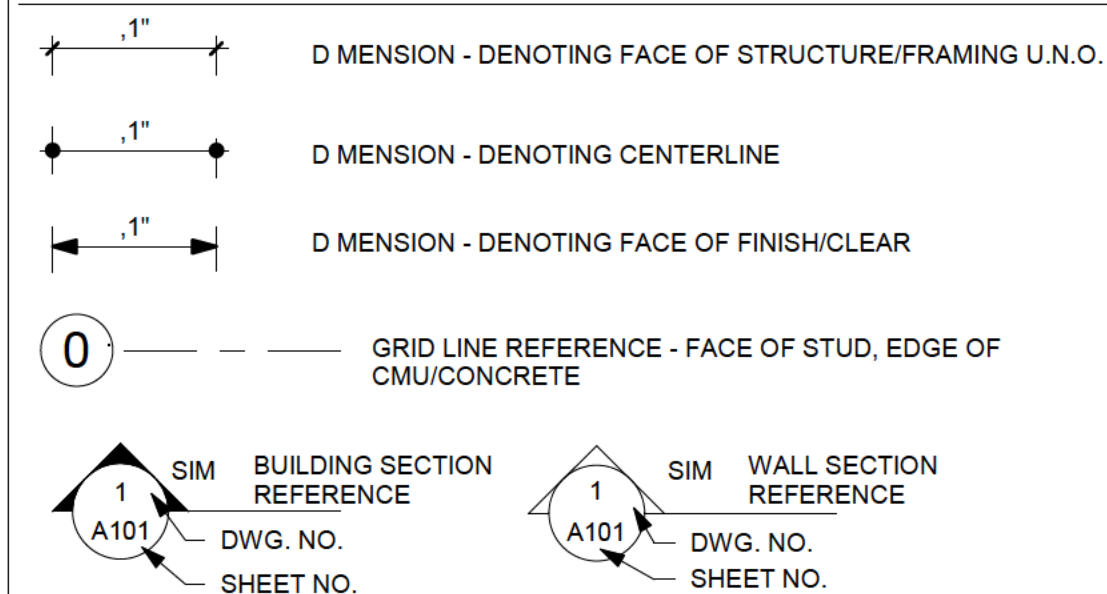 ,1"
D MENSION - DENOTING FACE OF STRUCTURE/FRAMING U.N.O.
,1"
D MENSION - DENOTING CENTERLINE
,1"
D MENSION - DENOTING FACE OF FINISH/CLEAR
0
GRID LINE REFERENCE - FACE OF STUD, EDGE OF
CMU/CONCRETE
1
A101
SIM
BUILDING SECTION
REFERENCE
DWG. NO.
SHEET NO.
1
A101
SIM
WALL SECTION
REFERENCE
DWG. NO.
SHEET NO.